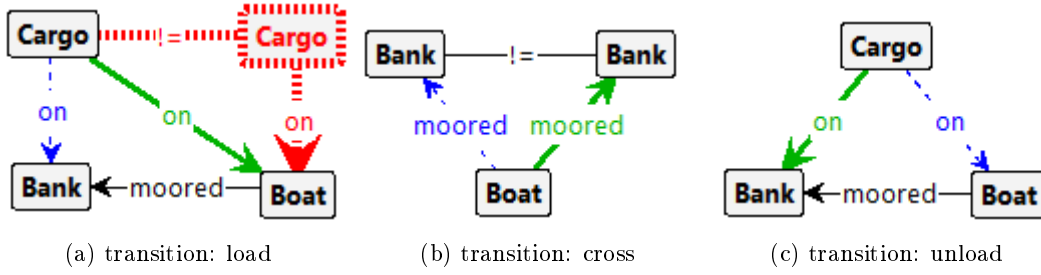 Cargo != Cargo
on on on
Bank moored Boat
(a) transition: load
Bank != Bank
moored moored
Boat
(b) transition: cross
Cargo
on on
Bank moored Boat
(c) transition: unload